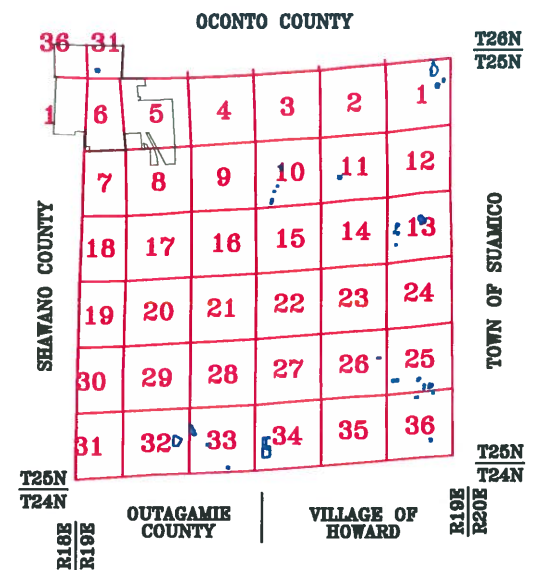 OCONTO COUNTY
36 31
T26N
T25N
1 6 5 4 3 2 1
7 8 9 10 11 12
18 17 16 15 14 13
19 20 21 22 23 24
30 29 28 27 26 25
31 32 33 34 35 36
SHAWANO COUNTY
TOWN OF SUAMICO
T25N
T24N
T25N
T24N
R18E
R19E
OUTAGAMIE
COUNTY
VILLAGE OF
HOWARD
R19E
R20E